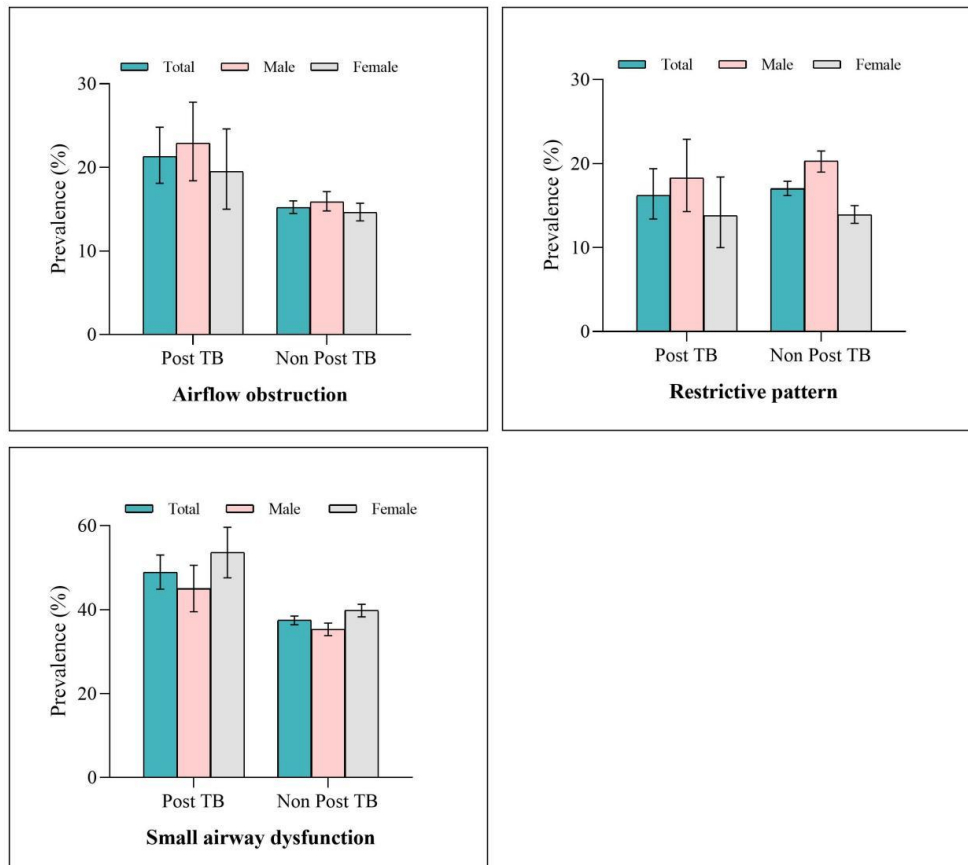 Total Male Female
30
20
10
0
Prevalence (%)
Post TB Non Post TB
Airflow obstruction
Total Male Female
30
20
10
0
Prevalence (%)
Post TB Non Post TB
Restrictive pattern
Total Male Female
60
40
20
0
Prevalence (%)
Post TB Non Post TB
Small airway dysfunction